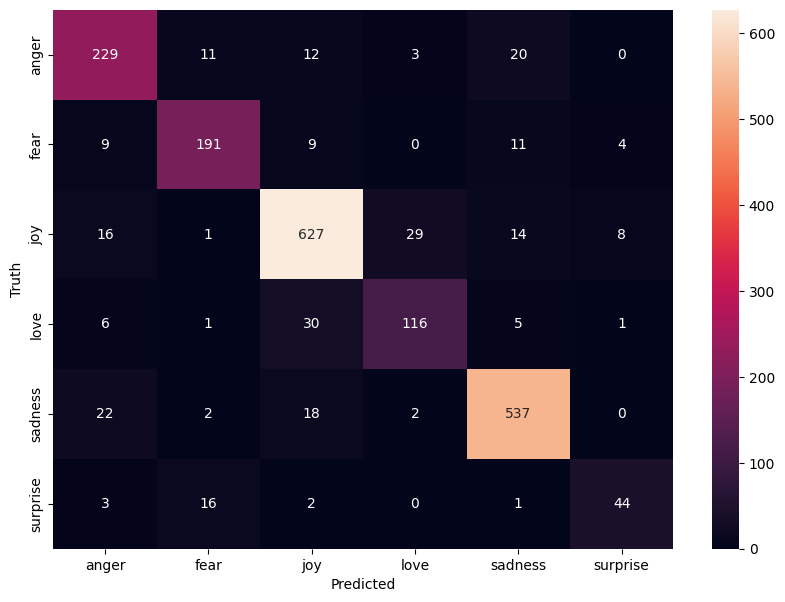 anger 229 11 12 3 20 0
fear 9 191 9 0 11 4
joy 16 1 627 29 14 8
love 6 1 30 116 5 1
sadness 22 2 18 2 537 0
surprise 3 16 2 0 1 44
anger fear joy love sadness surprise
Predicted
Truth
600
500
400
300
200
100
0